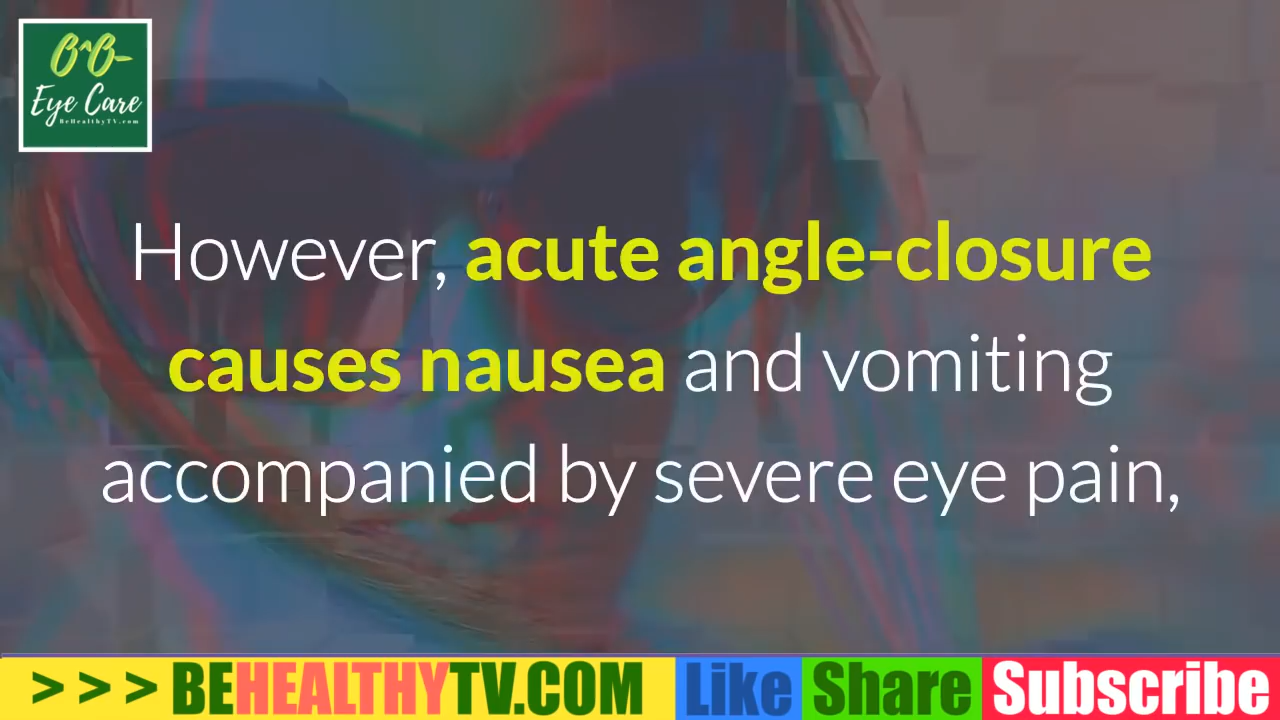 Eye Care
BeHealthyTV.com
However, acute angle-closure
causes nausea and vomiting
accompanied by severe eye pain,
> > > BEHEALTHYTV.COM Like Share Subscribe